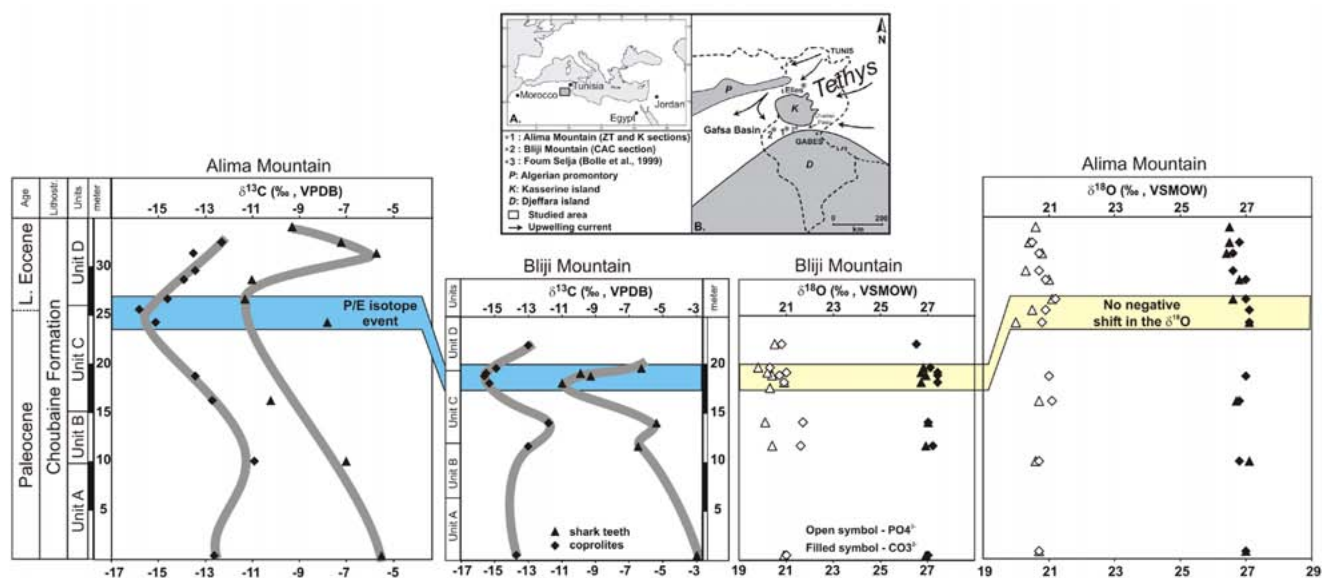 Tunisia
Morocco
Jordan
Egypt
A.
1 : Alima Mountain (ZT and K sections)
2 : Bliji Mountain (CAC section)
3 : Foum Selja (Bolle et al., 1999)
P: Algerian promontory
K: Kasserine island
D: Djeffara island
Studied area
Upwelling current
N
TUNIS
Tethys
P
Elles
K
Gafsa Basin
2
1
GABES
D
0 200
km
B.
Alima Mountain
Age
Lithostr.
Units
meter
δ13C (‰ , VPDB)
-15 -13 -11 -9 -7 -5
L. Eocene
Paleocene
Choubaine Formation
Unit D
Unit C
Unit B
Unit A
30
25
20
15
10
5
P/E isotope
event
-17 -15 -13 -11 -9 -7 -5 -3
Bliji Mountain
Units
δ13C (‰ , VPDB)
meter
-15 -13 -11 -9 -7 -5
Unit D
Unit C
Unit B
Unit A
20
15
10
5
shark teeth
coprolites
-17 -15 -13 -11 -9 -7 -5 -3
Bliji Mountain
δ18O (‰ , VSMOW)
21 23 25 27
Open symbol - PO43-
Filled symbol - CO32-
19 21 23 25 27
Alima Mountain
δ18O (‰ , VSMOW)
21 23 25 27
No negative
shift in the δ18O
19 21 23 25 27 29